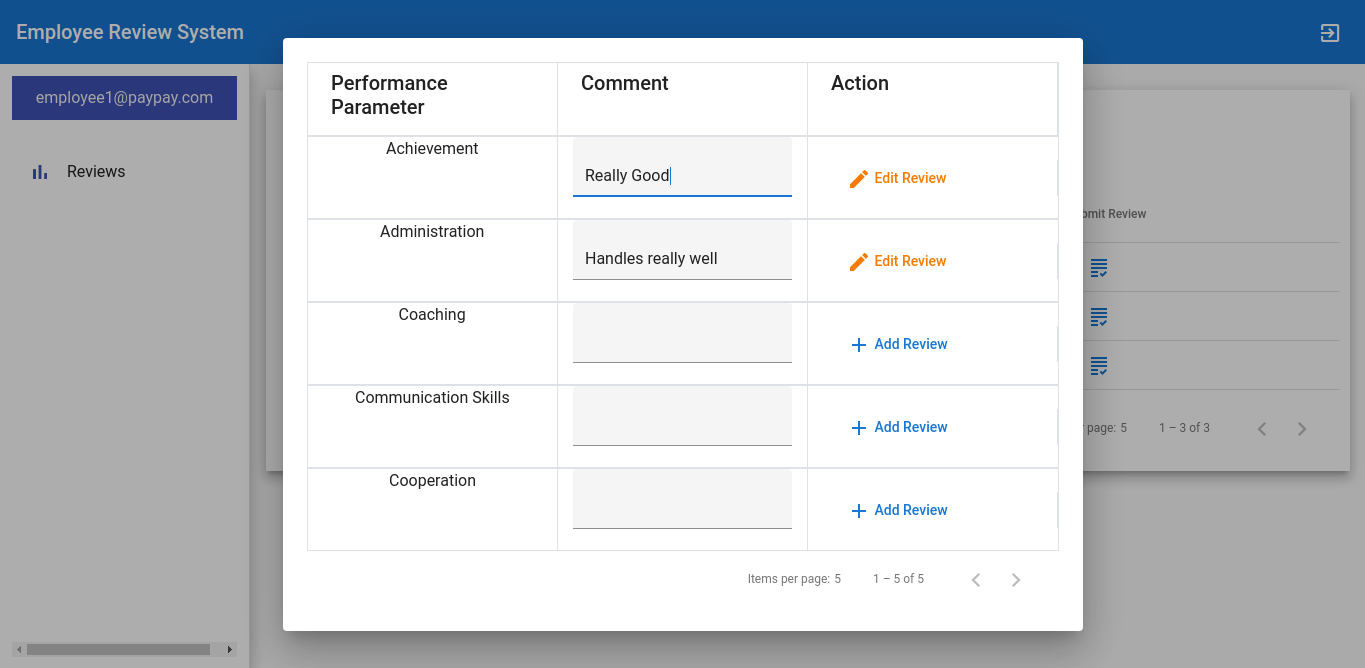 Employee Review System
employee1@paypay.com
Reviews
Performance
Parameter
Comment
Action
Achievement
Really Good
Edit Review
Administration
Handles really well
Edit Review
Coaching
Add Review
Communication Skills
Add Review
Cooperation
Add Review
Items per page: 5
1 – 5 of 5
Review
page: 5
1 – 3 of 3